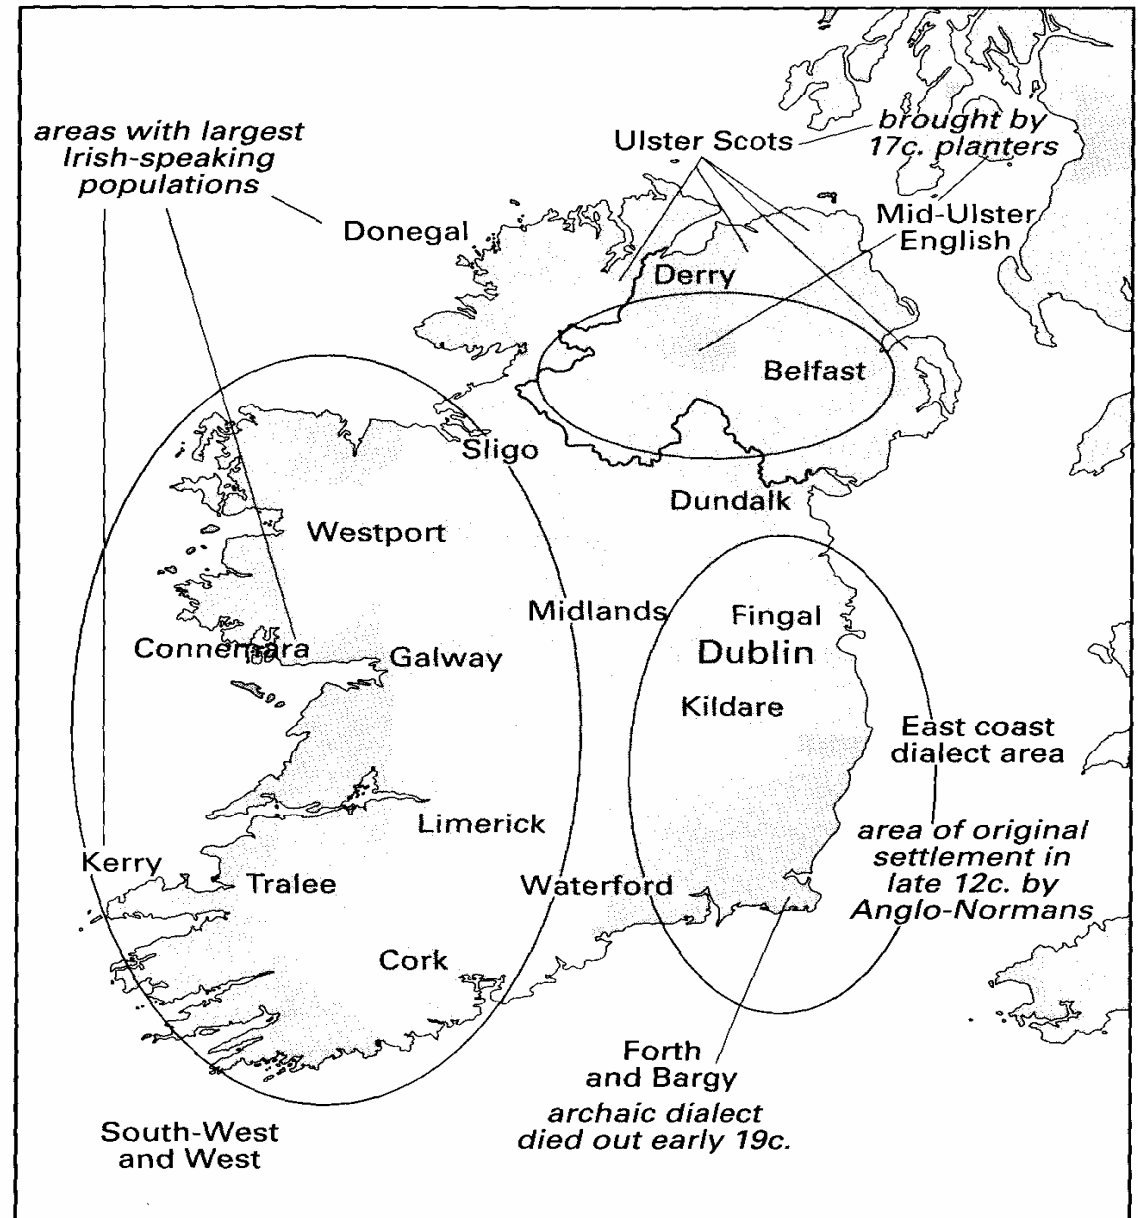 areas with largest
Irish-speaking
populations
Ulster Scots
brought by
17c. planters
Mid-Ulster
English
Donegal
Derry
Belfast
Sligo
Dundalk
Westport
Midlands
Fingal
Dublin
Connemara
Galway
Kildare
East coast
dialect area
Limerick
area of original
settlement in
late 12c. by
Anglo-Normans
Kerry
Tralee
Waterford
Cork
Forth
and Bargy
archaic dialect
died out early 19c.
South-West
and West